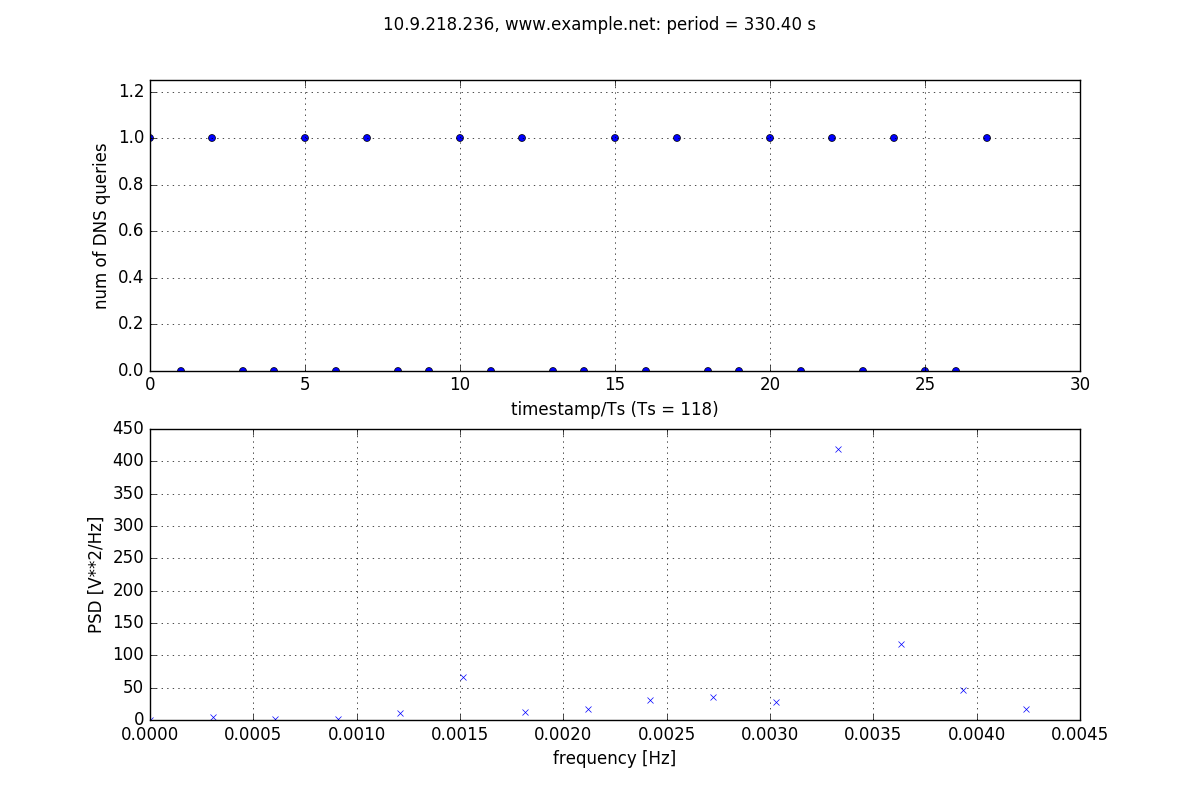 10.9.218.236, www.example.net: period = 330.40 s
1.2
1.0
0.8
0.6
0.4
0.2
0.0
num of DNS queries
0 5 10 15 20 25 30
timestamp/Ts (Ts = 118)
450
400
350
300
250
200
150
100
50
0
PSD [V**2/Hz]
0.0000 0.0005 0.0010 0.0015 0.0020 0.0025 0.0030 0.0035 0.0040 0.0045
frequency [Hz]